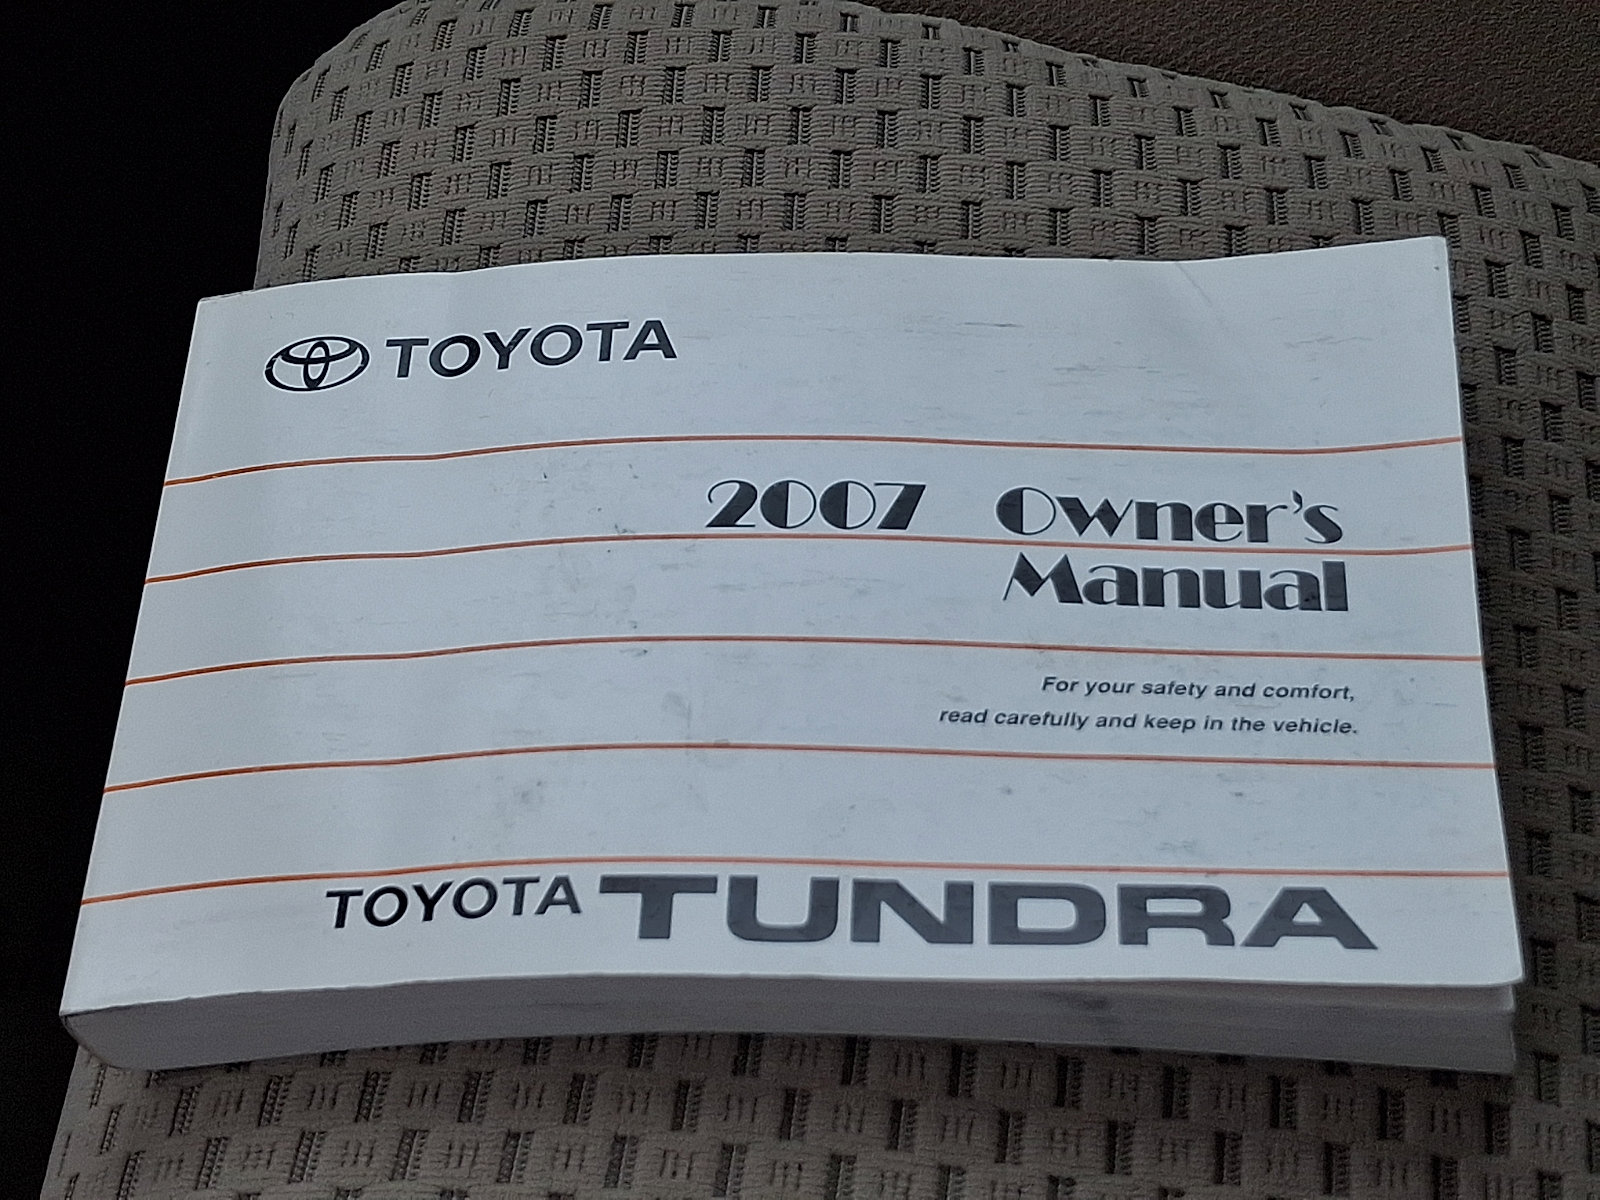 TOYOTA
2007 Owner's
Manual
For your safety and comfort,
read carefully and keep in the vehicle.
TOYOTA TUNDRA